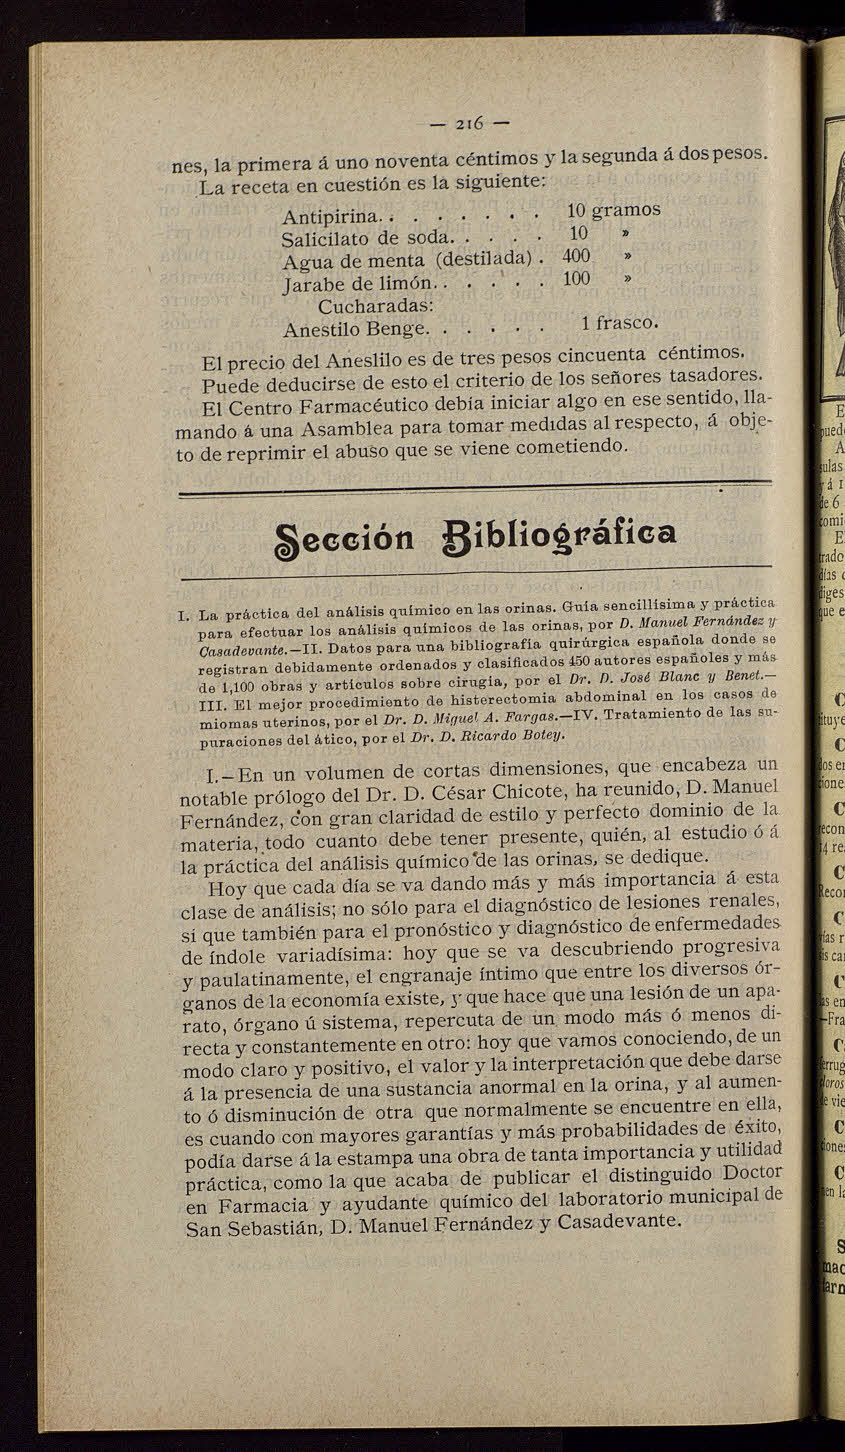 — 216 —
nes, la primera á uno noventa céntimos y la segunda á dos pesos.
La receta en cuestión es la siguiente:
Antipirina. . . . . . . . 10 gramos
Salicilato de soda. . . . . 10 »
Agua de menta (destilada) . 400 »
Jarabe de limón. . . . . . 100 »
Cucharadas:
Anestilo Benge. . . . . . 1 frasco.
El precio del Aneslilo es de tres pesos cincuenta céntimos.
Puede deducirse de esto el criterio de los señores tasadores.
El Centro Farmacéutico debía iniciar algo en ese sentido, lla-
mando á una Asamblea para tomar medidas al respecto, á obje-
to de reprimir el abuso que se viene cometiendo.
Sección Bibliográfica
I. La práctica del análisis químico en las orinas. Guía sencillísima y práctica
para efectuar los análisis químicos de las orinas, por D. Manuel Fernández y
Casadevante.—II. Datos para una bibliografía quirúrgica española donde se
registran debidamente ordenados y clasificados 450 autores españoles y más
de 1,100 obras y artículos sobre cirugía, por el Dr. D. José Blanc y Benet.—
III. El mejor procedimiento de histerectomia abdominal en los casos de
miomas uterinos, por el Dr. D. Miguel A. Fargas.—IV. Tratamiento de las su-
puraciones del ático, por el Dr. D. Ricardo Botey.
I.—En un volumen de cortas dimensiones, que encabeza un
notable prólogo del Dr. D. César Chicote, ha reunido, D. Manuel
Fernández, con gran claridad de estilo y perfecto dominio de la
materia, todo cuanto debe tener presente, quién, al estudio ó á
la práctica del análisis químico de las orinas, se dedique.
Hoy que cada día se va dando más y más importancia á esta
clase de análisis; no sólo para el diagnóstico de lesiones renales,
si que también para el pronóstico y diagnóstico de enfermedades
de índole variadísima: hoy que se va descubriendo progresiva
y paulatinamente, el engranaje íntimo que entre los diversos ór-
ganos de la economía existe, y que hace que una lesión de un apa-
rato, órgano ú sistema, repercuta de un modo más ó menos di-
recta y constantemente en otro: hoy que vamos conociendo, de un
modo claro y positivo, el valor y la interpretación que debe darse
á la presencia de una sustancia anormal en la orina, y al aumen-
to ó disminución de otra que normalmente se encuentre en ella,
es cuando con mayores garantías y más probabilidades de éxito,
podía darse á la estampa una obra de tanta importancia y utilidad
práctica, como la que acaba de publicar el distinguido Doctor
en Farmacia y ayudante químico del laboratorio municipal de
San Sebastián, D. Manuel Fernández y Casadevante.